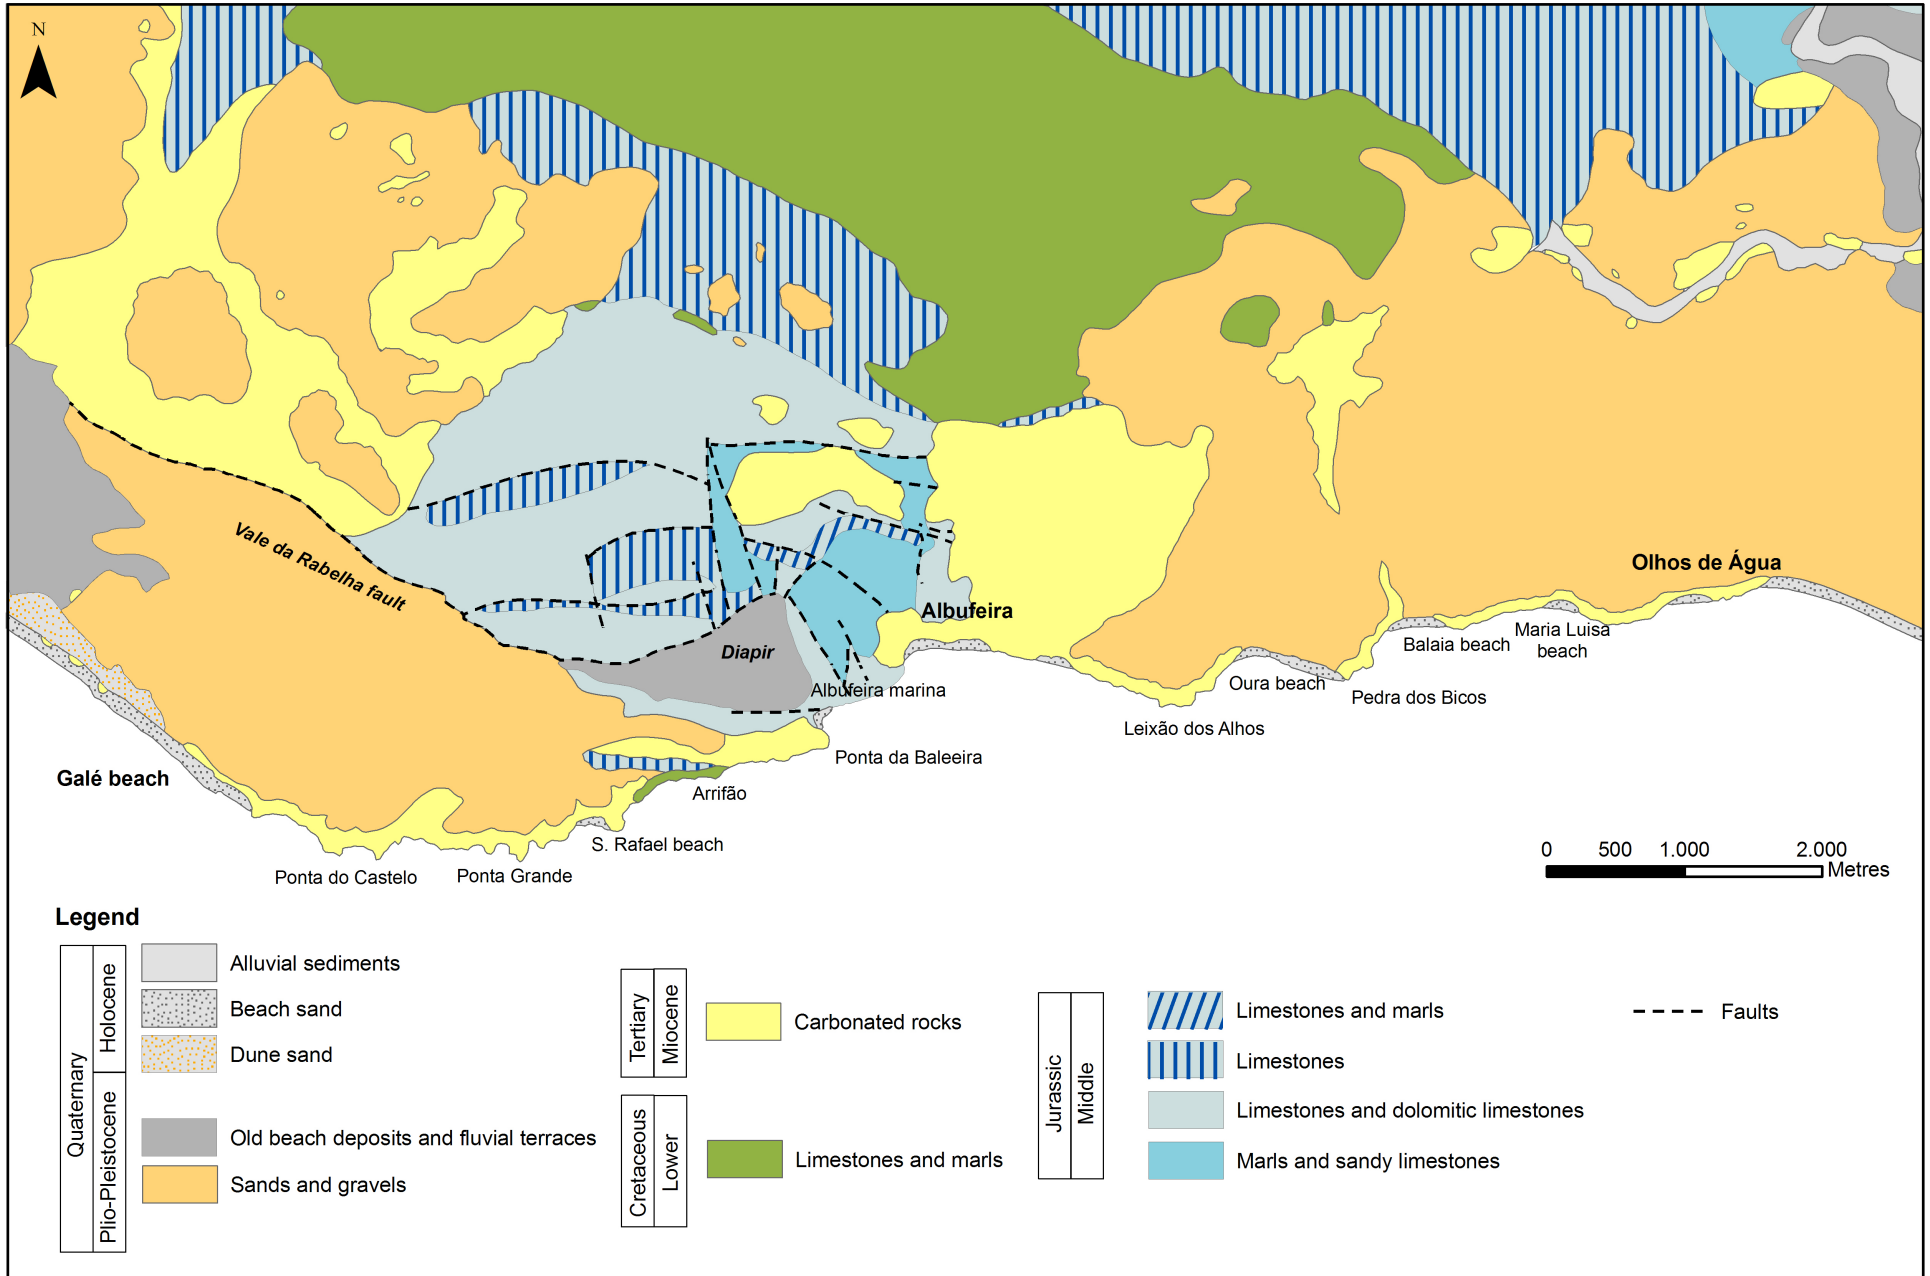 N
Vale da Rabelha fault
Olhos de Água
Albufeira
Maria Luisa
beach
Balaia beach
Diapir
Oura beach
Albufeira marina
Pedra dos Bicos
Leixão dos Alhos
Ponta da Baleeira
Galé beach
Arrifão
S. Rafael beach
0 500 1.000 2.000
Metres
Ponta do Castelo
Ponta Grande
Legend
Quaternary
Holocene
Alluvial sediments
Beach sand
Dune sand
Plio-Pleistocene
Old beach deposits and fluvial terraces
Sands and gravels
Tertiary
Miocene
Carbonated rocks
Cretaceous
Lower
Limestones and marls
Jurassic
Middle
Limestones and marls
Limestones
Limestones and dolomitic limestones
Marls and sandy limestones
Faults